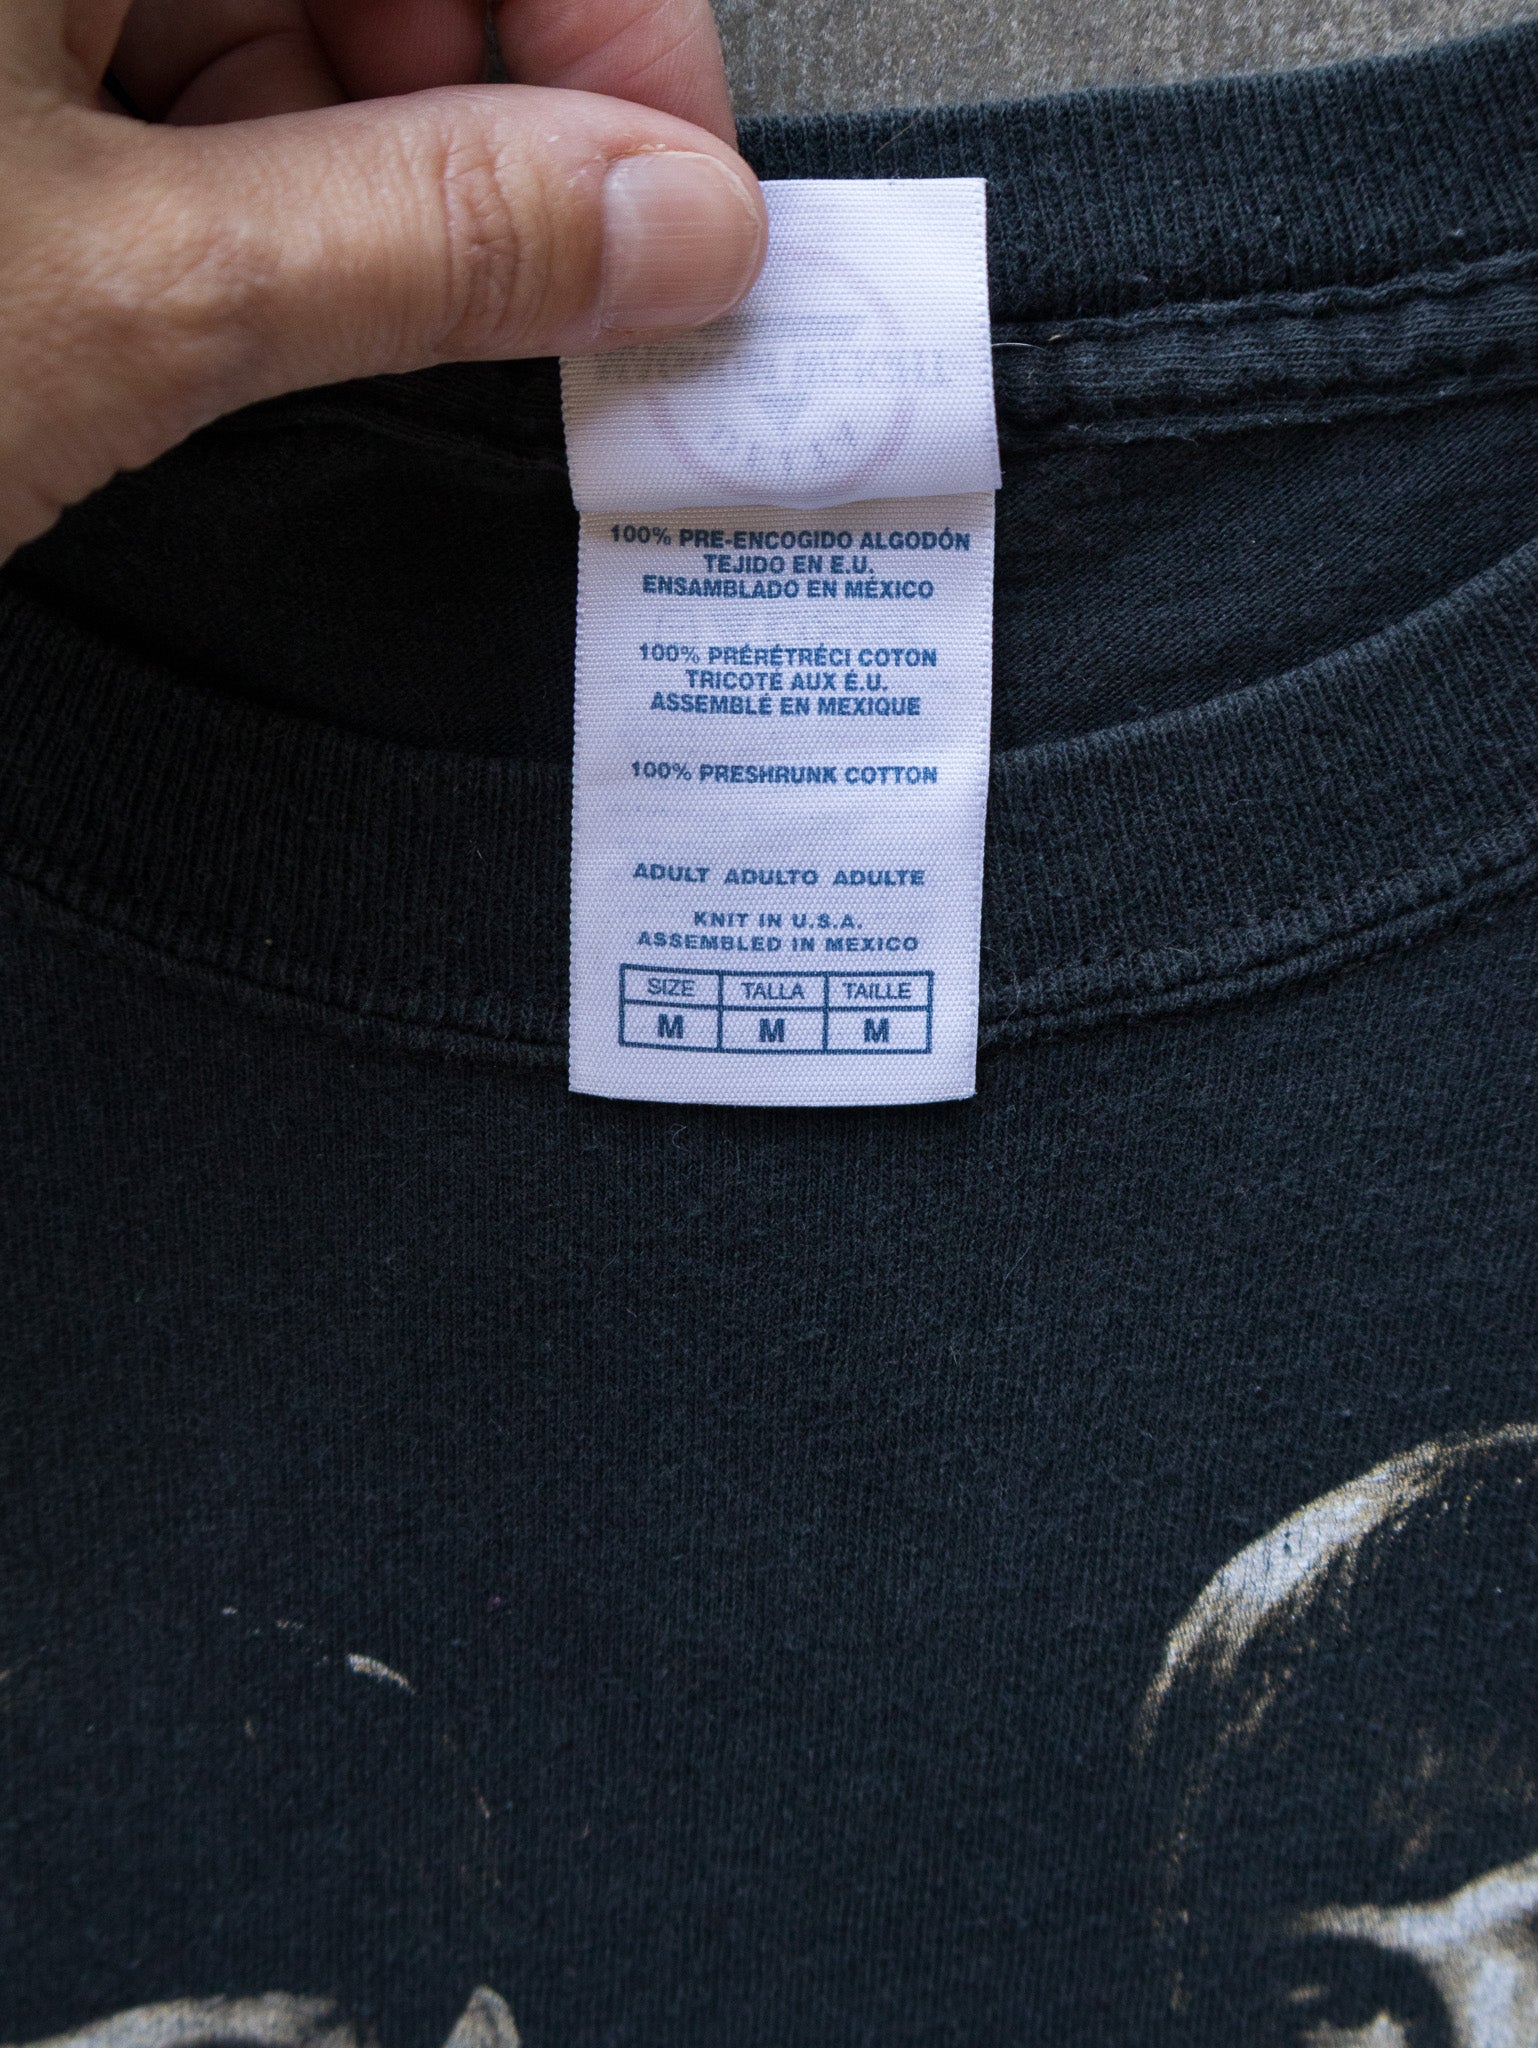 100% PRE-ENCOGIDO ALGODÓN
TEJIDO EN E.U.
ENSAMBLADO EN MÉXICO
100% PRÉRÉTRÉCI COTON
TRICOTÉ AUX É.U.
ASSEMBLÉ EN MEXIQUE
100% PRESHRUNK COTTON
ADULT ADULTO ADULTE
KNIT IN U.S.A.
ASSEMBLED IN MEXICO
SIZE TALLA TAILLE
M M M